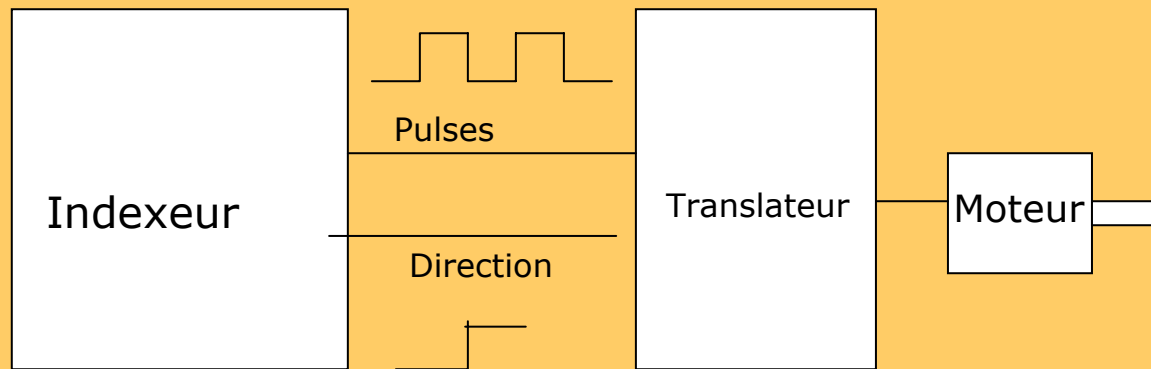 Pulses
Indexeur
Translateur
Moteur
Direction